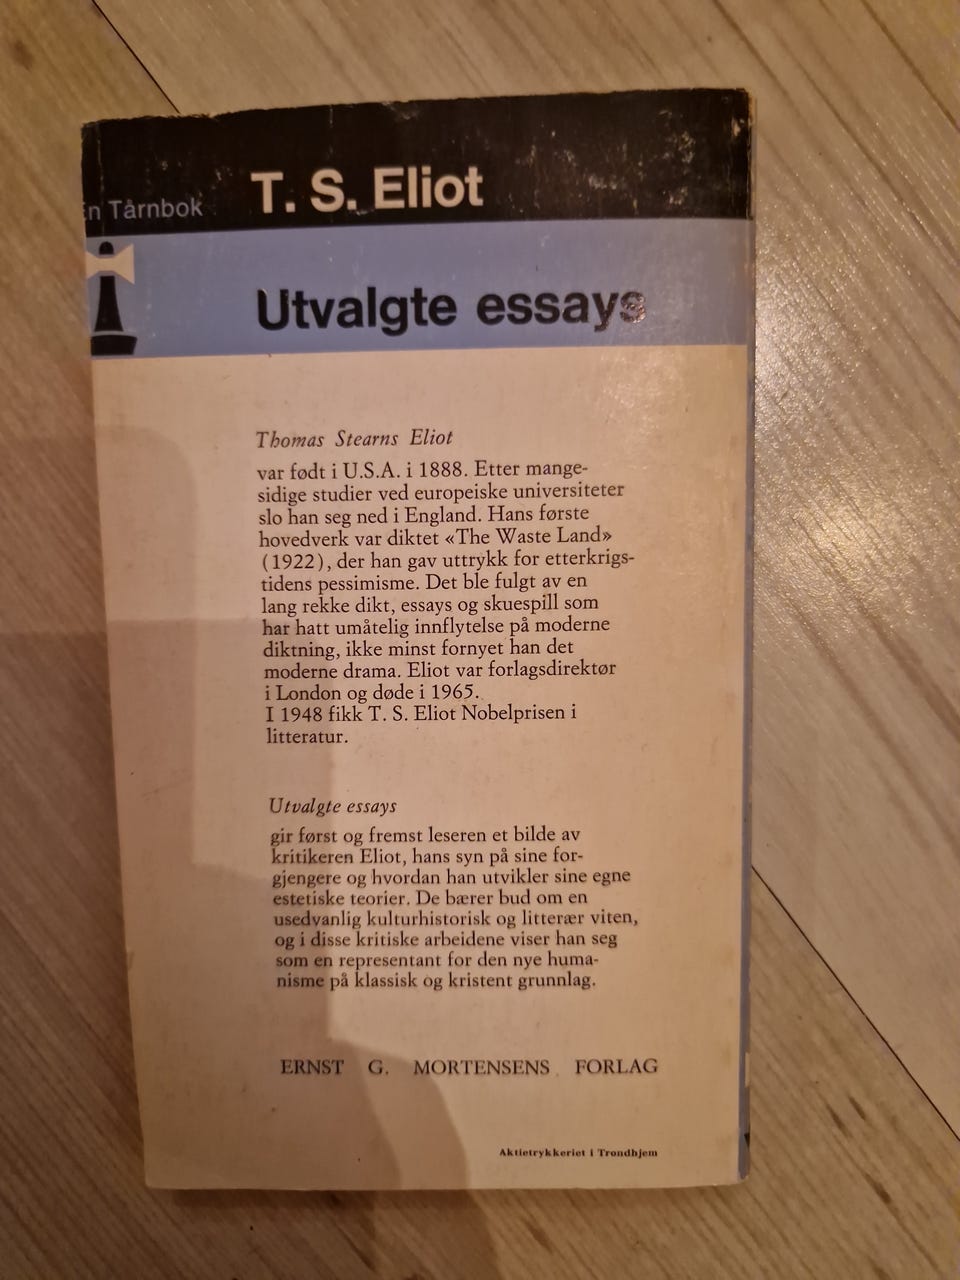 T. S. Eliot
En Tårnbok
Utvalgte essays
Thomas Stearns Eliot
var født i U.S.A. i 1888. Etter mange-
sidige studier ved europeiske universiteter
slo han seg ned i England. Hans første
hovedverk var diktet «The Waste Land»
(1922), der han gav uttrykk for etterkrigs-
tidens pessimisme. Det ble fulgt av en
lang rekke dikt, essays og skuespill som
har hatt umåtelig innflytelse på moderne
diktning, ikke minst fornyet han det
moderne drama. Eliot var forlagsdirektør
i London og døde i 1965.
I 1948 fikk T. S. Eliot Nobelprisen i
litteratur.
Utvalgte essays
gir først og fremst leseren et bilde av
kritikeren Eliot, hans syn på sine for-
gjengere og hvordan han utvikler sine egne
estetiske teorier. De bærer bud om en
usedvanlig kulturhistorisk og litterær viten,
og i disse kritiske arbeidene viser han seg
som en representant for den nye huma-
nisme på klassisk og kristent grunnlag.
ERNST G. MORTENSENS FORLAG
Aktietrykkeriet i Trondhjem